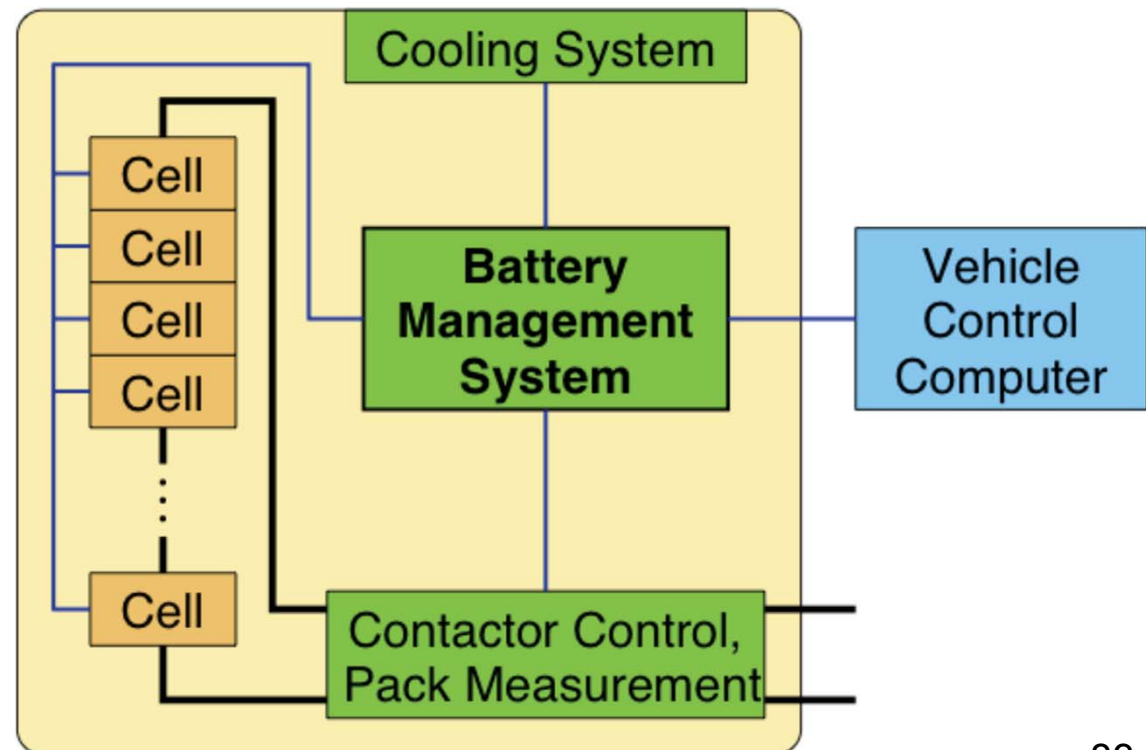 Cooling System
Cell
Cell
Cell
Cell
Cell
Battery
Management
System
Vehicle
Control
Computer
Contactor Control,
Pack Measurement